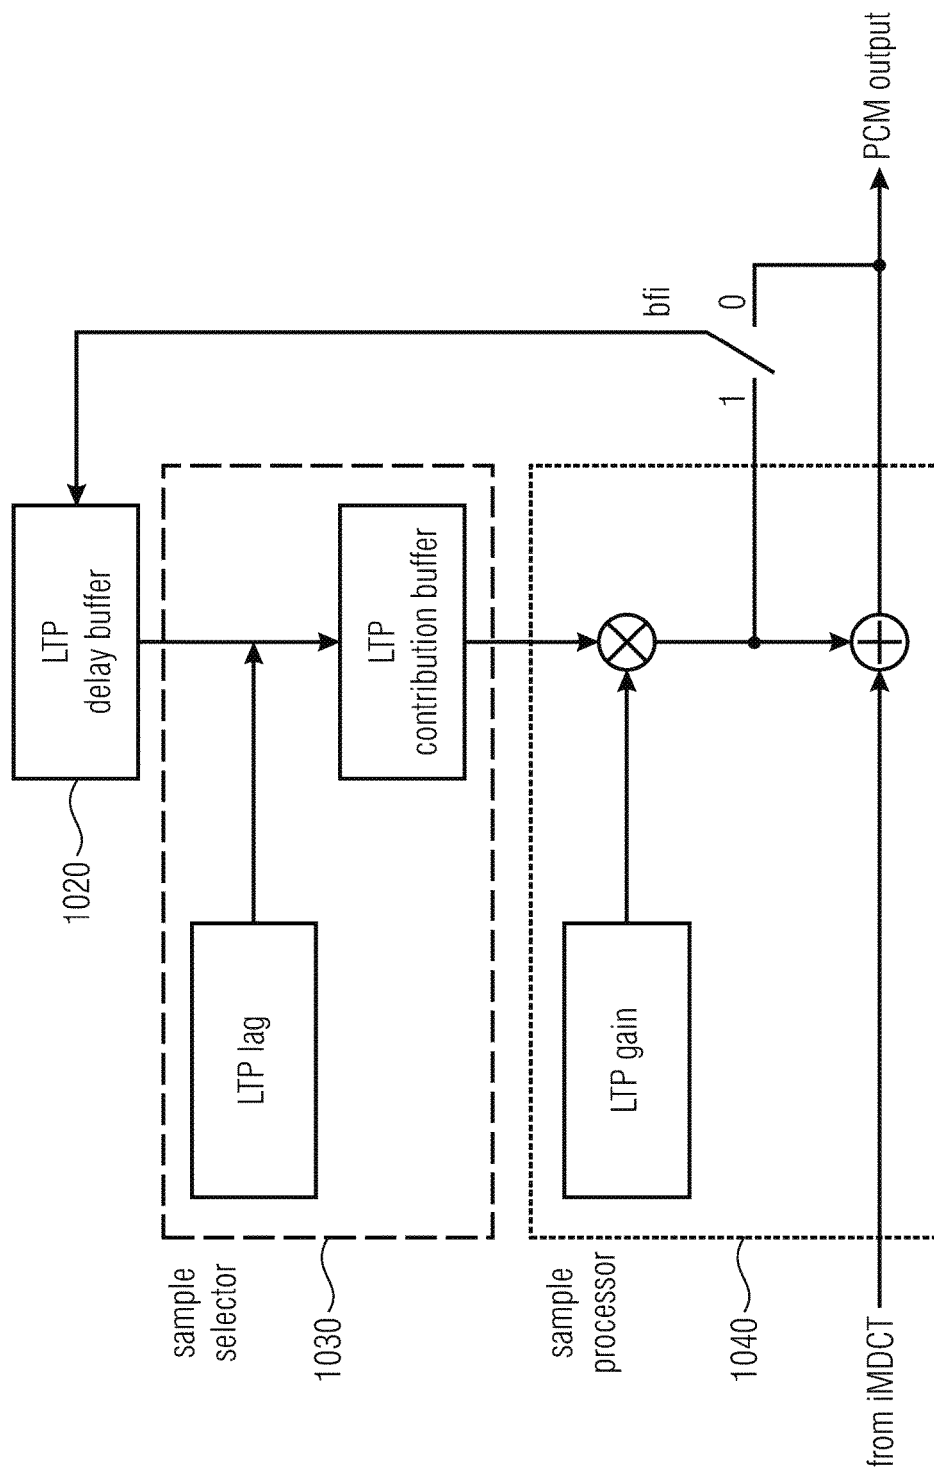 LTP
delay buffer
1020
LTP lag
LTP
contribution buffer
sample
selector
1030
LTP gain
sample
processor
1040
bfi
1
0
from iMDCT
PCM output